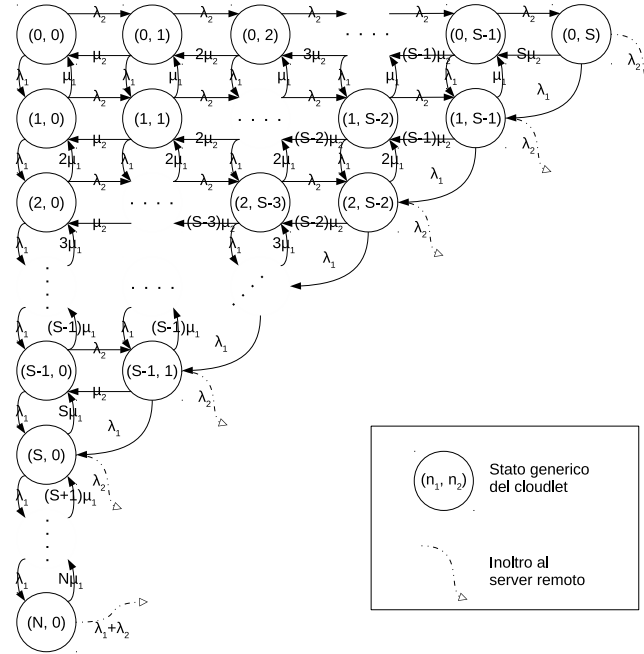 λ₂ λ₂ λ₂ λ₂ λ₂
(0, 0) (0, 1) (0, 2) . . . . (0, S-1) (0, S)
μ₂ 2μ₂ 3μ₂ (S-1)μ₂ Sμ₂ λ₂
λ₁ μ₁ λ₁ μ₁ λ₁ μ₁ λ₁ μ₁ λ₁ μ₁ λ₁
λ₂ λ₂ λ₂ λ₂
(1, 0) (1, 1) . . . . (1, S-2) (1, S-1)
μ₂ 2μ₂ (S-2)μ₂ (S-1)μ₂ λ₂
λ₁ 2μ₁ λ₁ 2μ₁ λ₁ 2μ₁ λ₁ 2μ₁ λ₁
λ₂ λ₂ λ₂
(2, 0) . . . . (2, S-3) (2, S-2)
μ₂ (S-3)μ₂ (S-2)μ₂ λ₂
λ₁ 3μ₁ λ₁ 3μ₁ λ₁
. . . .
λ₁ (S-1)μ₁ λ₁ (S-1)μ₁ λ₁
λ₂
(S-1, 0) (S-1, 1)
μ₂ λ₂
λ₁ Sμ₁ λ₁
(S, 0)
λ₂
λ₁ (S+1)μ₁
λ₁ Nμ₁
(N, 0)
λ₁+λ₂
(n₁, n₂)
Stato generico
del cloudlet
Inoltro al
server remoto